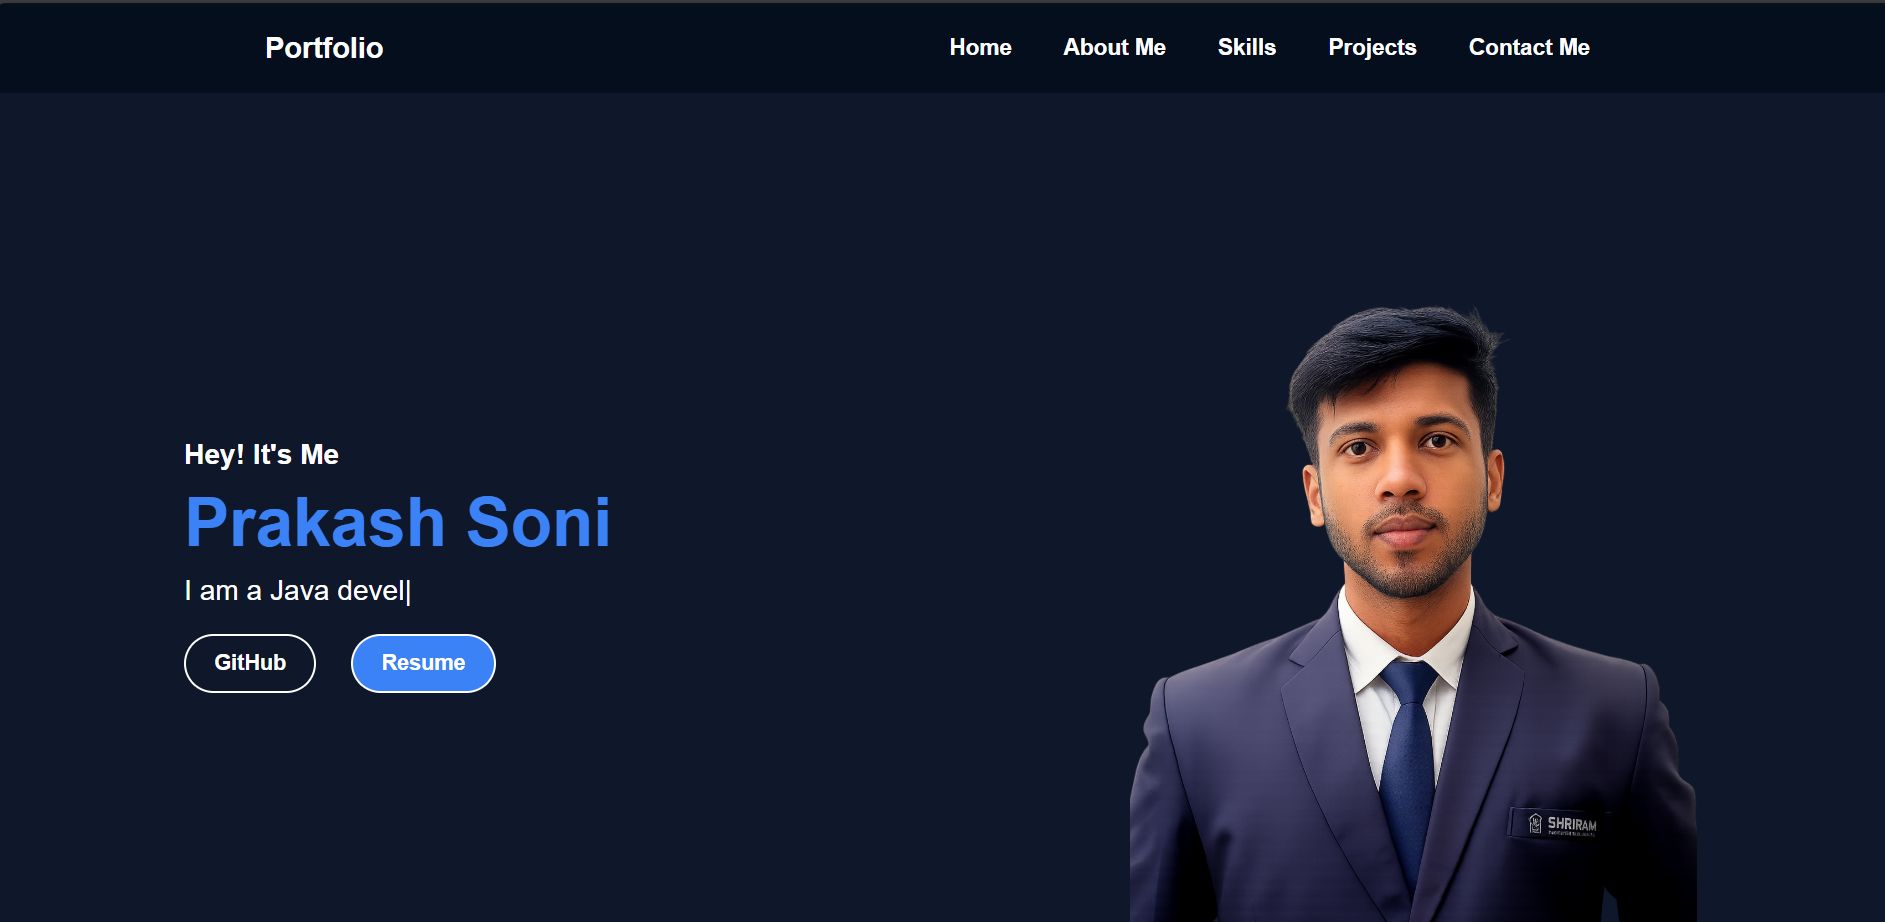 Portfolio
Home About Me Skills Projects Contact Me
Hey! It's Me
Prakash Soni
I am a Java devel|
GitHub Resume
SHRIRAM